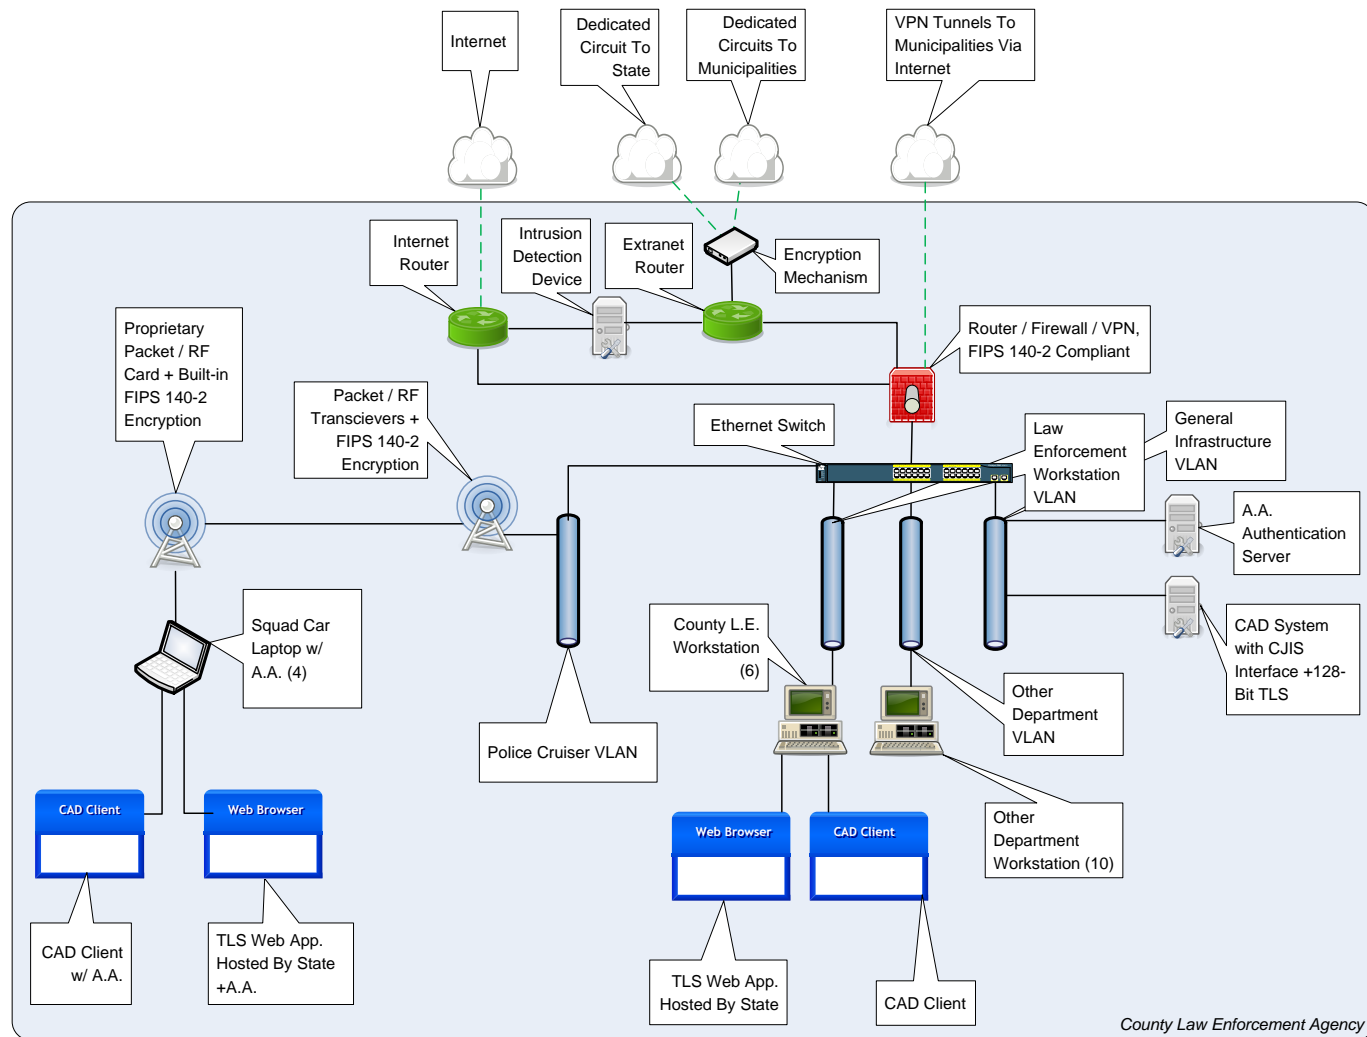 Internet
Dedicated
Circuit To
State
Dedicated
Circuits To
Municipalities
VPN Tunnels To
Municipalities Via
Internet
Internet
Router
Intrusion
Detection
Device
Extranet
Router
Encryption
Mechanism
Proprietary
Packet / RF
Card + Built-in
FIPS 140-2
Encryption
Packet / RF
Transcievers +
FIPS 140-2
Encryption
Router / Firewall / VPN,
FIPS 140-2 Compliant
Ethernet Switch
Law
Enforcement
Workstation
VLAN
General
Infrastructure
VLAN
A.A.
Authentication
Server
Squad Car
Laptop w/
A.A. (4)
County L.E.
Workstation
(6)
CAD System
with CJIS
Interface +128-
Bit TLS
Police Cruiser VLAN
Other
Department
VLAN
CAD Client
Web Browser
Web Browser
CAD Client
Other
Department
Workstation (10)
CAD Client
w/ A.A.
TLS Web App.
Hosted By State
+A.A.
TLS Web App.
Hosted By State
CAD Client
County Law Enforcement Agency